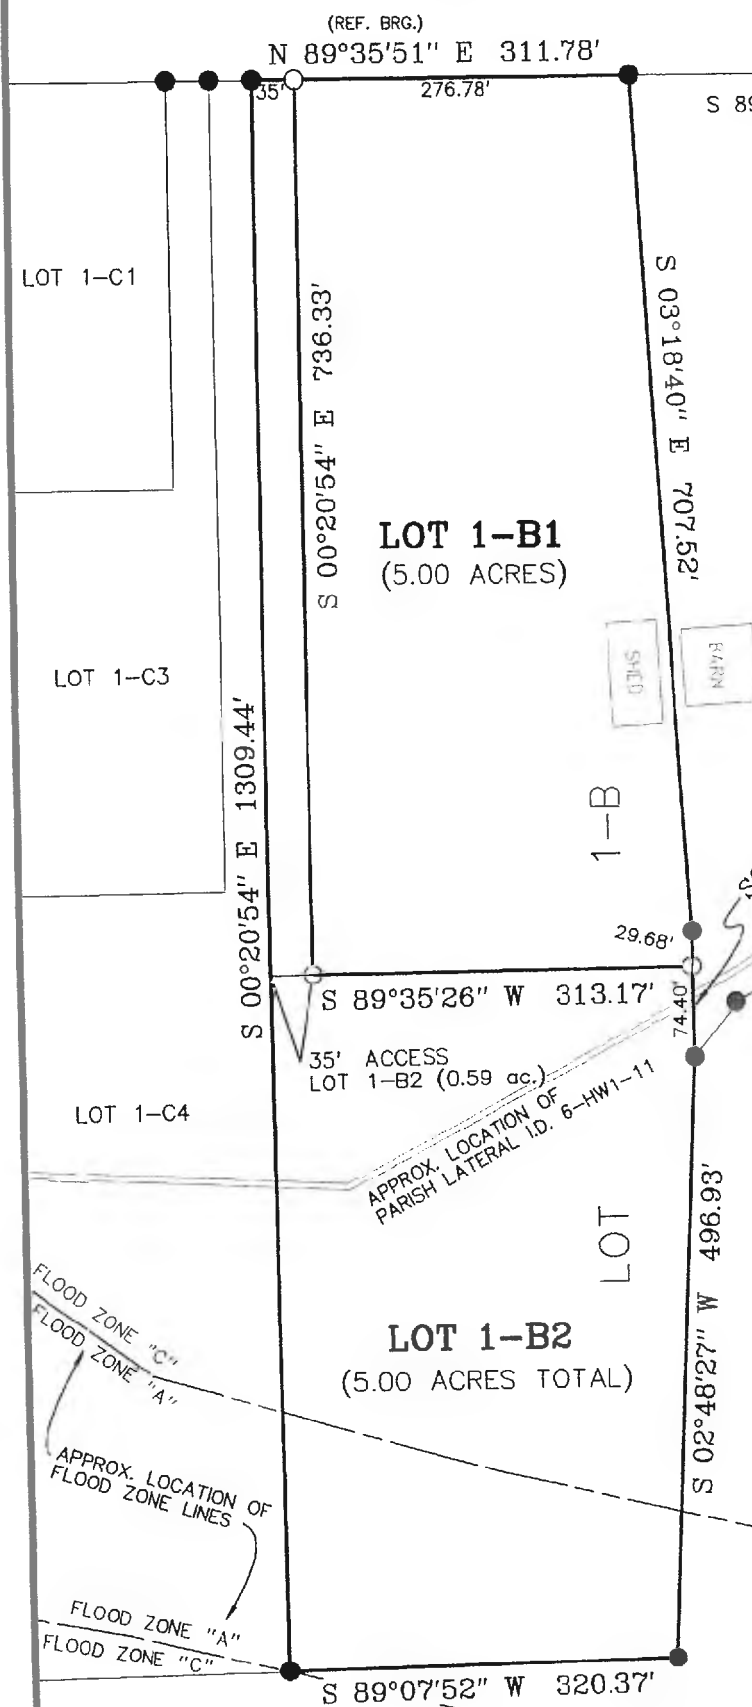 (REF. BRG.)
N 89°35'51" E 311.78'
35'
276.78'
S 89
LOT 1-C1
S 00°20'54" E 736.33'
S 03°18'40" E 707.52'
LOT 1-B1
(5.00 ACRES)
SHED
BARN
LOT 1-C3
S 00°20'54" E 1309.44'
1-B
29.68'
S 89°35'26" W 313.17'
74.40'
35' ACCESS
LOT 1-B2 (0.59 ac.)
LOT 1-C4
APPROX. LOCATION OF
PARISH LATERAL I.D. 6-HW1-11
LOT
S 02°48'27" W 496.93'
FLOOD ZONE "C"
FLOOD ZONE "A"
LOT 1-B2
(5.00 ACRES TOTAL)
APPROX. LOCATION OF
FLOOD ZONE LINES
FLOOD ZONE "A"
FLOOD ZONE "C"
S 89°07'52" W 320.37'